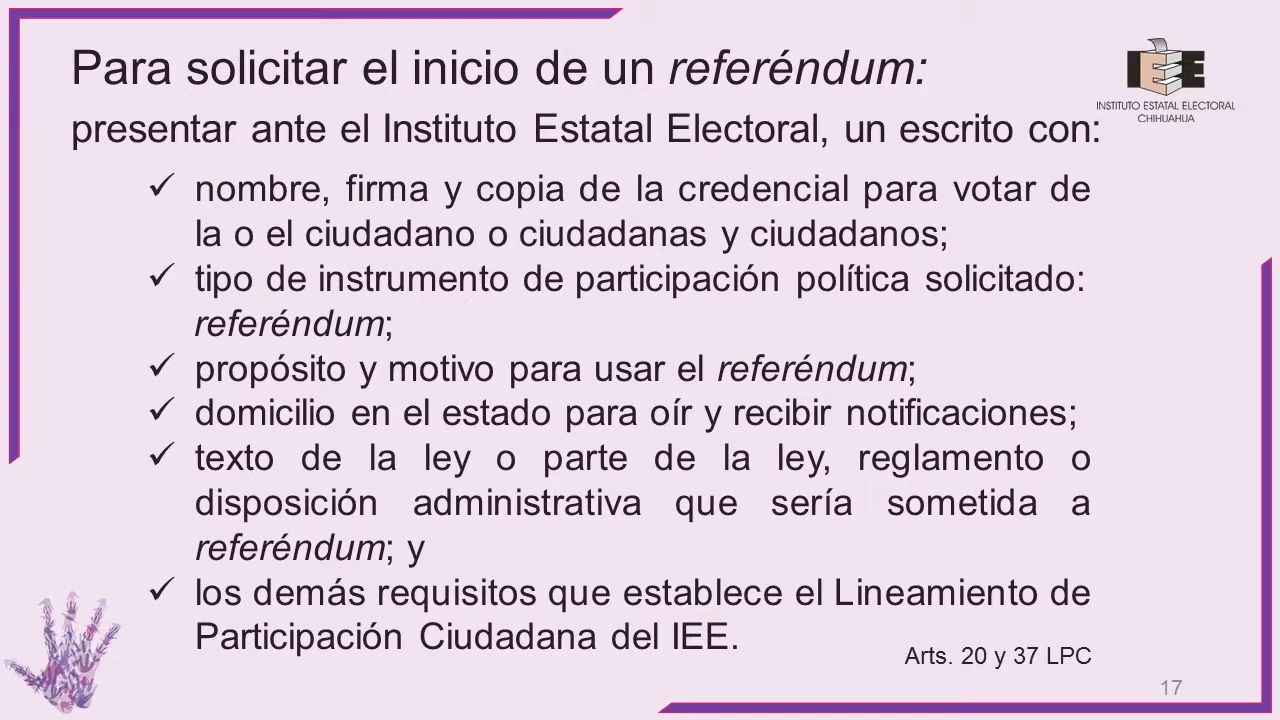 Para solicitar el inicio de un referéndum:
presentar ante el Instituto Estatal Electoral, un escrito con:
IEE
INSTITUTO ESTATAL ELECTORAL
CHIHUAHUA
✓ nombre, firma y copia de la credencial para votar de
la o el ciudadano o ciudadanas y ciudadanos;
✓ tipo de instrumento de participación política solicitado:
referéndum;
✓ propósito y motivo para usar el referéndum;
✓ domicilio en el estado para oír y recibir notificaciones;
✓ texto de la ley o parte de la ley, reglamento o
disposición administrativa que sería sometida a
referéndum; y
✓ los demás requisitos que establece el Lineamiento de
Participación Ciudadana del IEE.
Arts. 20 y 37 LPC
17